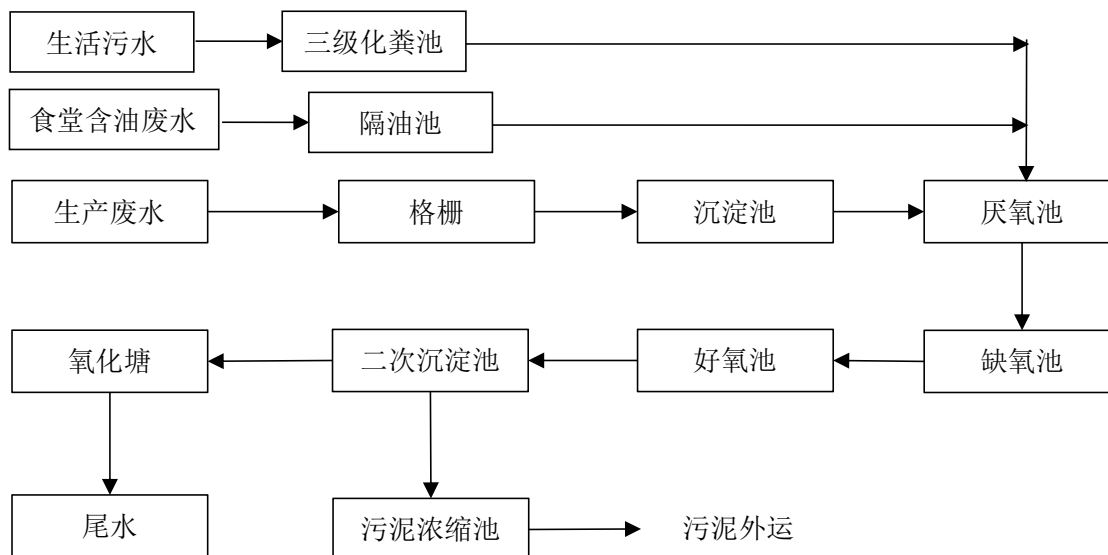 生活污水
三级化粪池
食堂含油废水
隔油池
生产废水
格栅
沉淀池
厌氧池
氧化塘
二次沉淀池
好氧池
缺氧池
尾水
污泥浓缩池
污泥外运